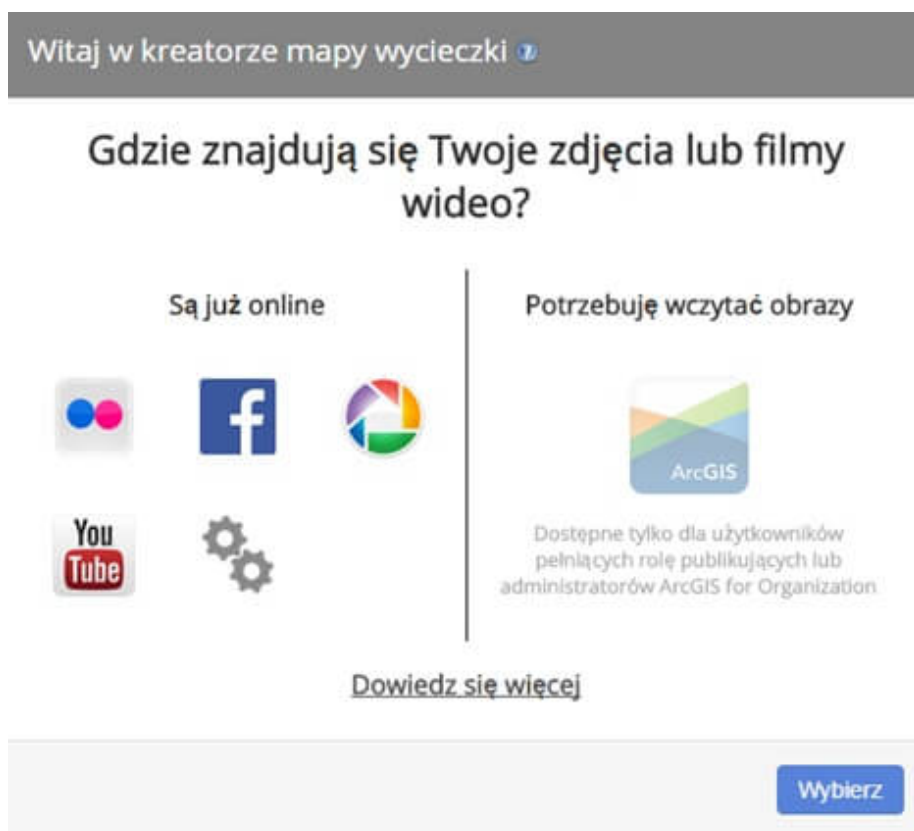 Witaj w kreatorze mapy wycieczki ?
Gdzie znajdują się Twoje zdjęcia lub filmy
wideo?
Są już online
f
You
Tube
Potrzebuję wczytać obrazy
ArcGIS
Dostępne tylko dla użytkowników
pełniących rolę publikujących lub
administratorów ArcGIS for Organization
Dowiedz się więcej
Wybierz